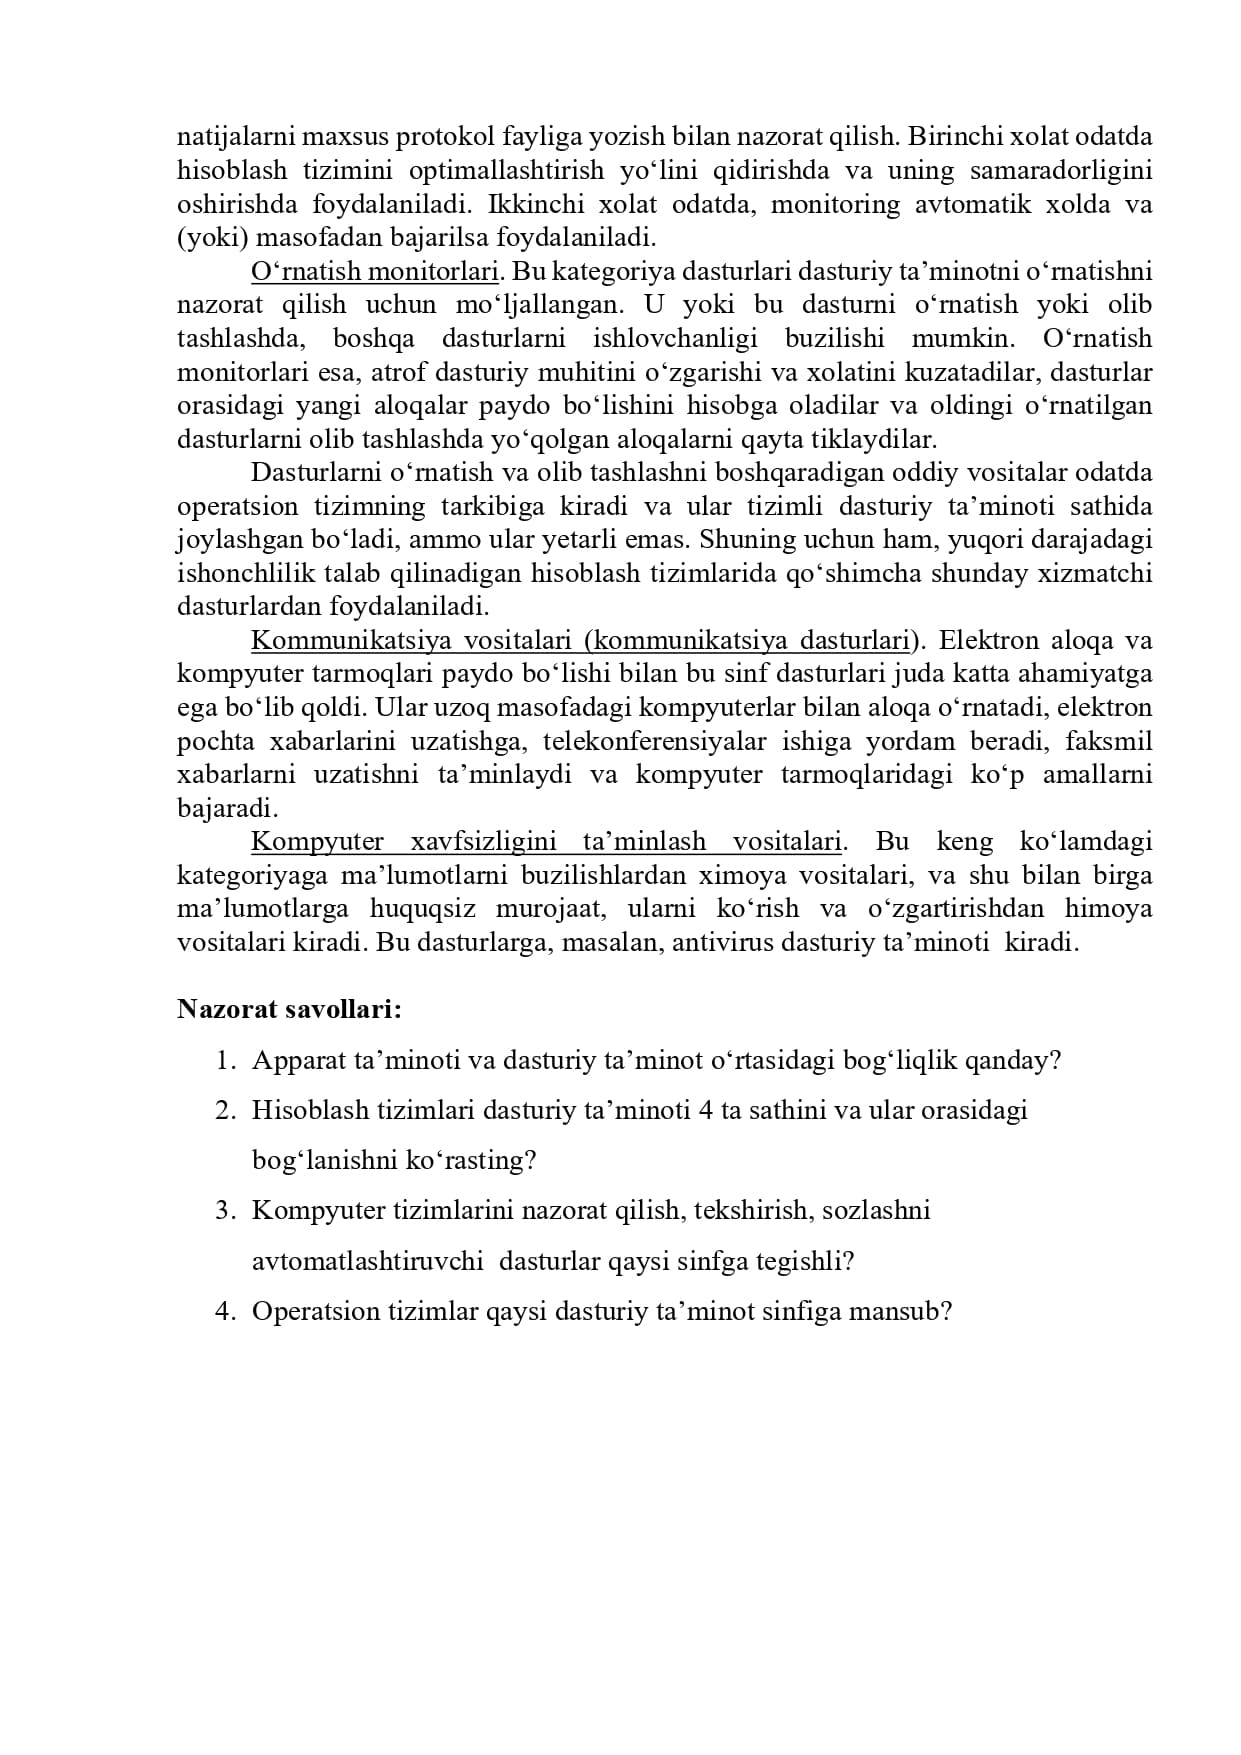 natijalarni maxsus protokol fayliga yozish bilan nazorat qilish. Birinchi xolat odatda
hisoblash tizimini optimallashtirish yo‘lini qidirishda va uning samaradorligini
oshirishda foydalaniladi. Ikkinchi xolat odatda, monitoring avtomatik xolda va
(yoki) masofadan bajarilsa foydalaniladi.
O‘rnatish monitorlari. Bu kategoriya dasturlari dasturiy ta’minotni o‘rnatishni
nazorat qilish uchun mo‘ljallangan. U yoki bu dasturni o‘rnatish yoki olib
tashlashda, boshqa dasturlarni ishlovchanligi buzilishi mumkin. O‘rnatish
monitorlari esa, atrof dasturiy muhitini o‘zgarishi va xolatini kuzatadilar, dasturlar
orasidagi yangi aloqalar paydo bo‘lishini hisobga oladilar va oldingi o‘rnatilgan
dasturlarni olib tashlashda yo‘qolgan aloqalarni qayta tiklaydilar.
Dasturlarni o‘rnatish va olib tashlashni boshqaradigan oddiy vositalar odatda
operatsion tizimning tarkibiga kiradi va ular tizimli dasturiy ta’minoti sathida
joylashgan bo‘ladi, ammo ular yetarli emas. Shuning uchun ham, yuqori darajadagi
ishonchlilik talab qilinadigan hisoblash tizimlarida qo‘shimcha shunday xizmatchi
dasturlardan foydalaniladi.
Kommunikatsiya vositalari (kommunikatsiya dasturlari). Elektron aloqa va
kompyuter tarmoqlari paydo bo‘lishi bilan bu sinf dasturlari juda katta ahamiyatga
ega bo‘lib qoldi. Ular uzoq masofadagi kompyuterlar bilan aloqa o‘rnatadi, elektron
pochta xabarlarini uzatishga, telekonferensiyalar ishiga yordam beradi, faksmil
xabarlarni uzatishni ta’minlaydi va kompyuter tarmoqlaridagi ko‘p amallarni
bajaradi.
Kompyuter xavfsizligini ta’minlash vositalari. Bu keng ko‘lamdagi
kategoriyaga ma’lumotlarni buzilishlardan ximoya vositalari, va shu bilan birga
ma’lumotlarga huquqsiz murojaat, ularni ko‘rish va o‘zgartirishdan himoya
vositalari kiradi. Bu dasturlarga, masalan, antivirus dasturiy ta’minoti  kiradi.
Nazorat savollari:
1. Apparat ta’minoti va dasturiy ta’minot o‘rtasidagi bog‘liqlik qanday?
2. Hisoblash tizimlari dasturiy ta’minoti 4 ta sathini va ular orasidagi
bog‘lanishni ko‘rasting?
3. Kompyuter tizimlarini nazorat qilish, tekshirish, sozlashni
avtomatlashtiruvchi  dasturlar qaysi sinfga tegishli?
4. Operatsion tizimlar qaysi dasturiy ta’minot sinfiga mansub?